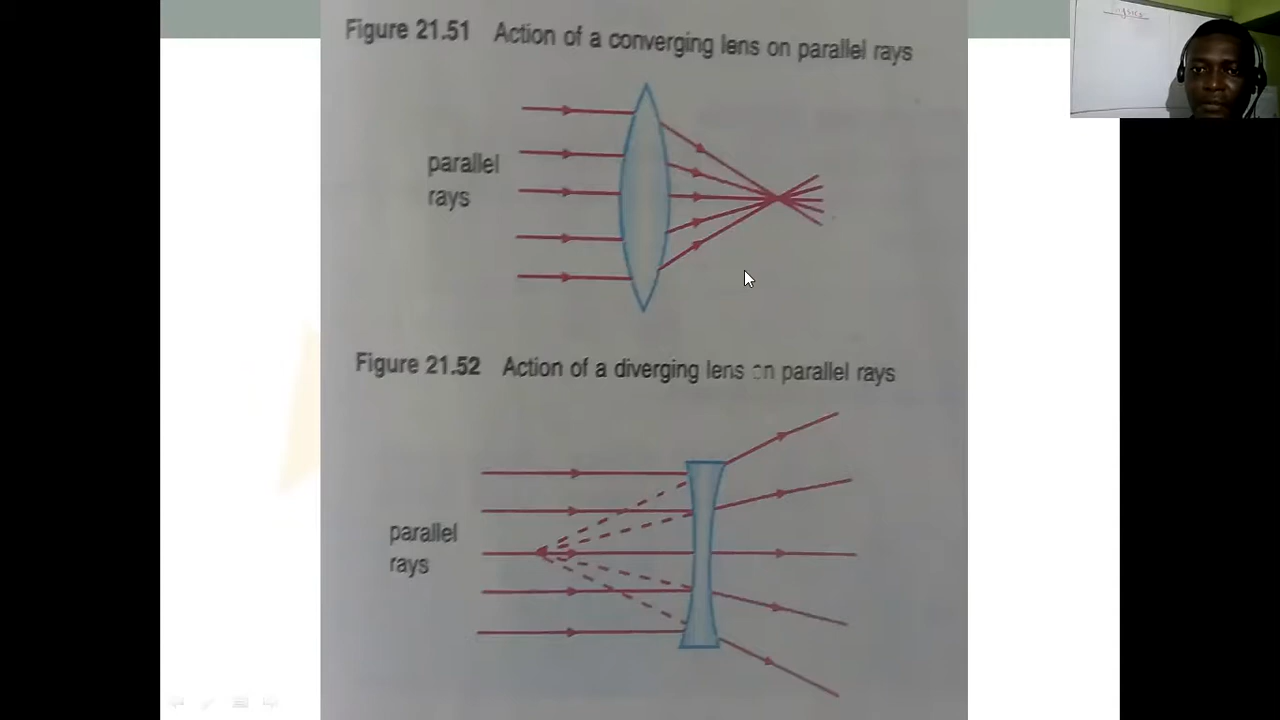 Figure 21.51 Action of a converging lens on parallel rays
parallel
rays
Figure 21.52 Action of a diverging lens on parallel rays
parallel
rays